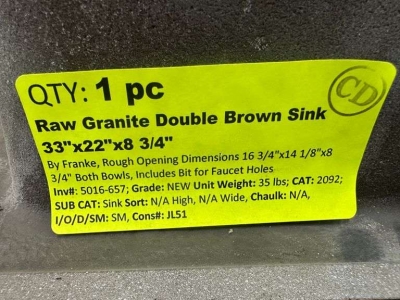 QTY: 1 pc
CD
Raw Granite Double Brown Sink
33"x22"x8 3/4"
By Franke, Rough Opening Dimensions 16 3/4"x14 1/8"x8
3/4" Both Bowls, Includes Bit for Faucet Holes
Inv#: 5016-657; Grade: NEW Unit Weight: 35 lbs; CAT: 2092;
SUB CAT: Sink Sort: N/A High, N/A Wide, Chaulk: N/A,
I/O/D/SM: SM, Cons#: JL51